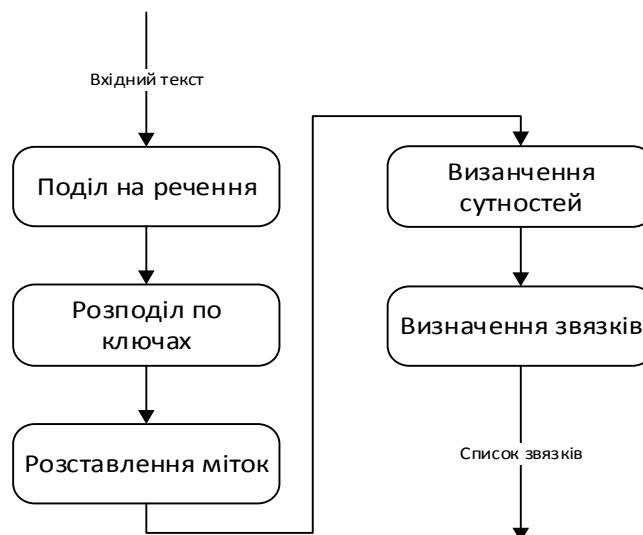 Вхідний текст
Поділ на речення
Розподіл по
ключах
Розставлення міток
Визанчення
сутностей
Визначення звязків
Список звязків